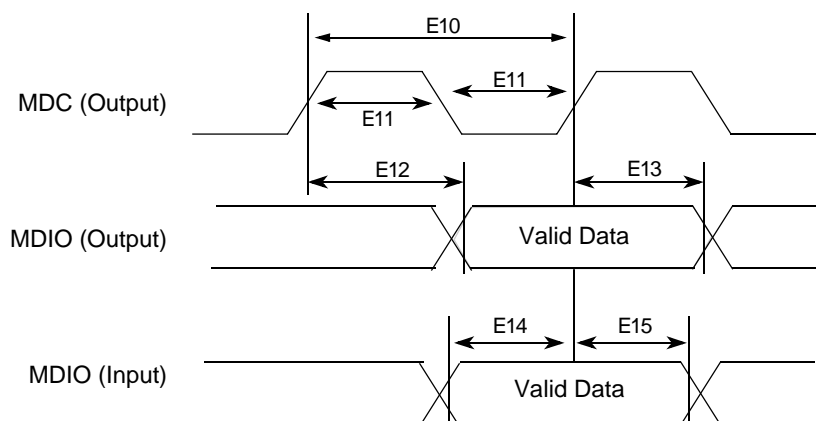 E10
MDC (Output)
E11
E11
E12
E13
MDIO (Output)
Valid Data
E14
E15
MDIO (Input)
Valid Data